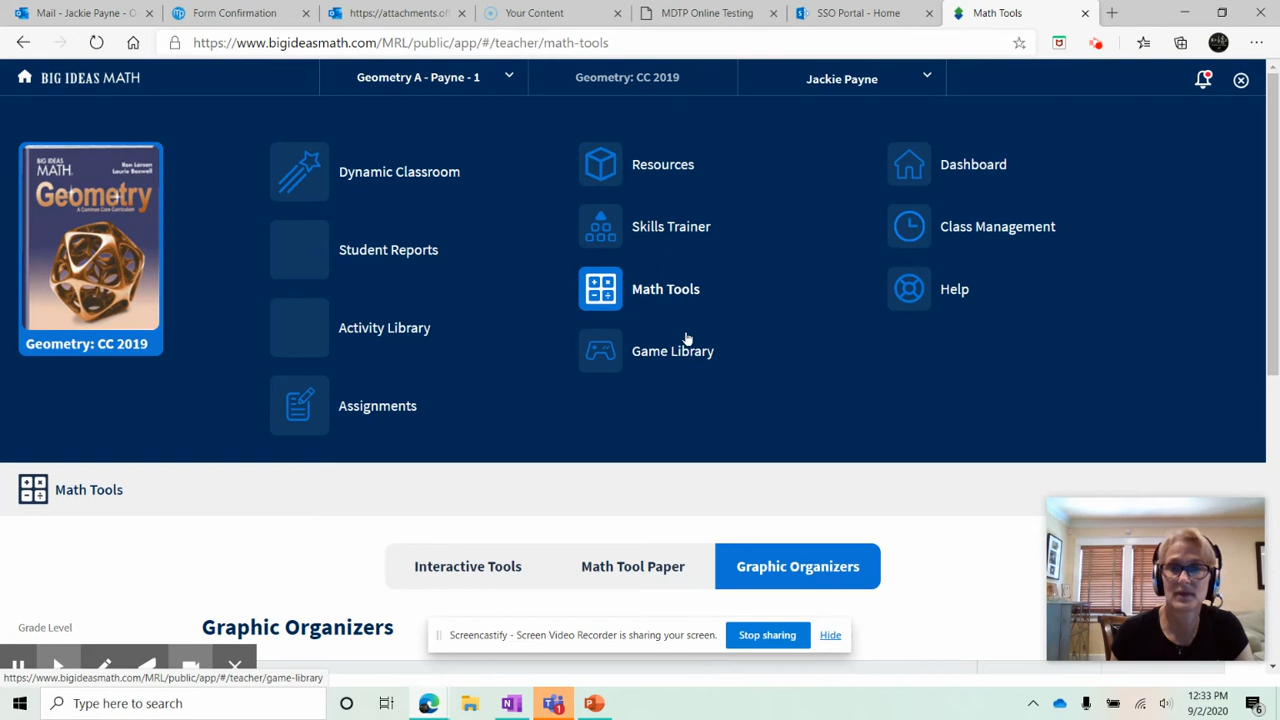 Mail - Jackie Payne - O
Form Confirmation
https://attachments.of
Your Content
MDTP Online Testing
SSO Portal - Home
Math Tools
https://www.bigideasmath.com/MRL/public/app/#/teacher/math-tools
BIG IDEAS MATH
Geometry A - Payne - 1
Geometry: CC 2019
Jackie Payne
BIG IDEAS
MATH.
Ron Larson
Laurie Boswell
Geometry
A Common Core Curriculum
Geometry: CC 2019
Dynamic Classroom
Student Reports
Activity Library
Assignments
Resources
Skills Trainer
Math Tools
Game Library
Dashboard
Class Management
Help
Math Tools
Interactive Tools
Math Tool Paper
Graphic Organizers
Grade Level
Graphic Organizers
Screencastify - Screen Video Recorder is sharing your screen.
Stop sharing
Hide
https://www.bigideasmath.com/MRL/public/app/#/teacher/game-library
Type here to search
12:33 PM
9/2/2020
6